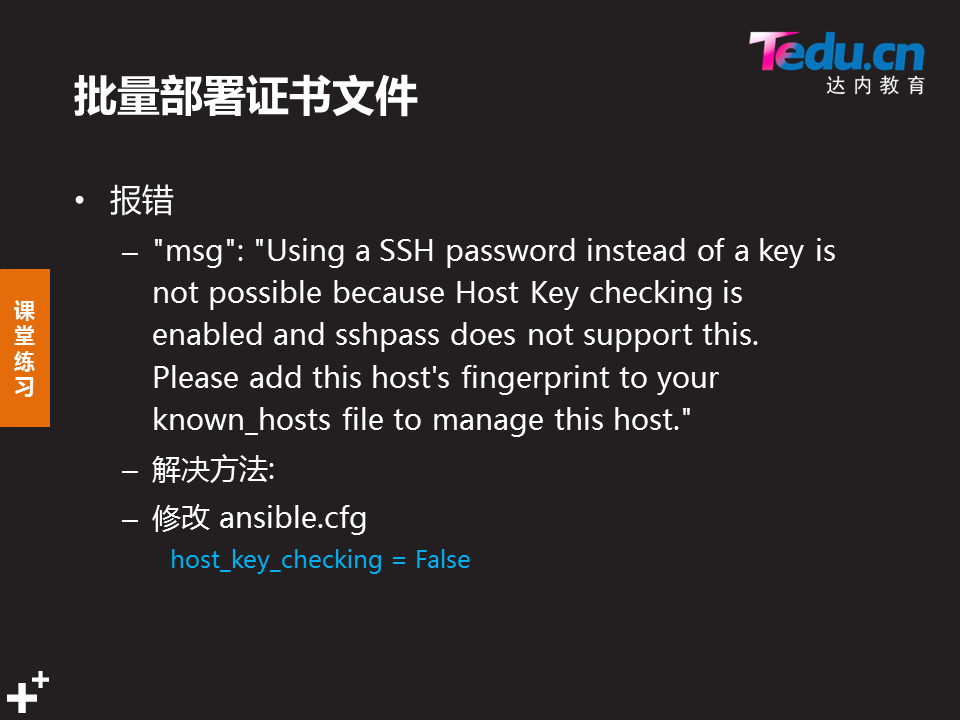 Tedu.cn
达内教育
批量部署证书文件
• 报错
– "msg": "Using a SSH password instead of a key is
not possible because Host Key checking is
enabled and sshpass does not support this.
Please add this host's fingerprint to your
known_hosts file to manage this host."
– 解决方法:
– 修改 ansible.cfg
host_key_checking = False
课
堂
练
习